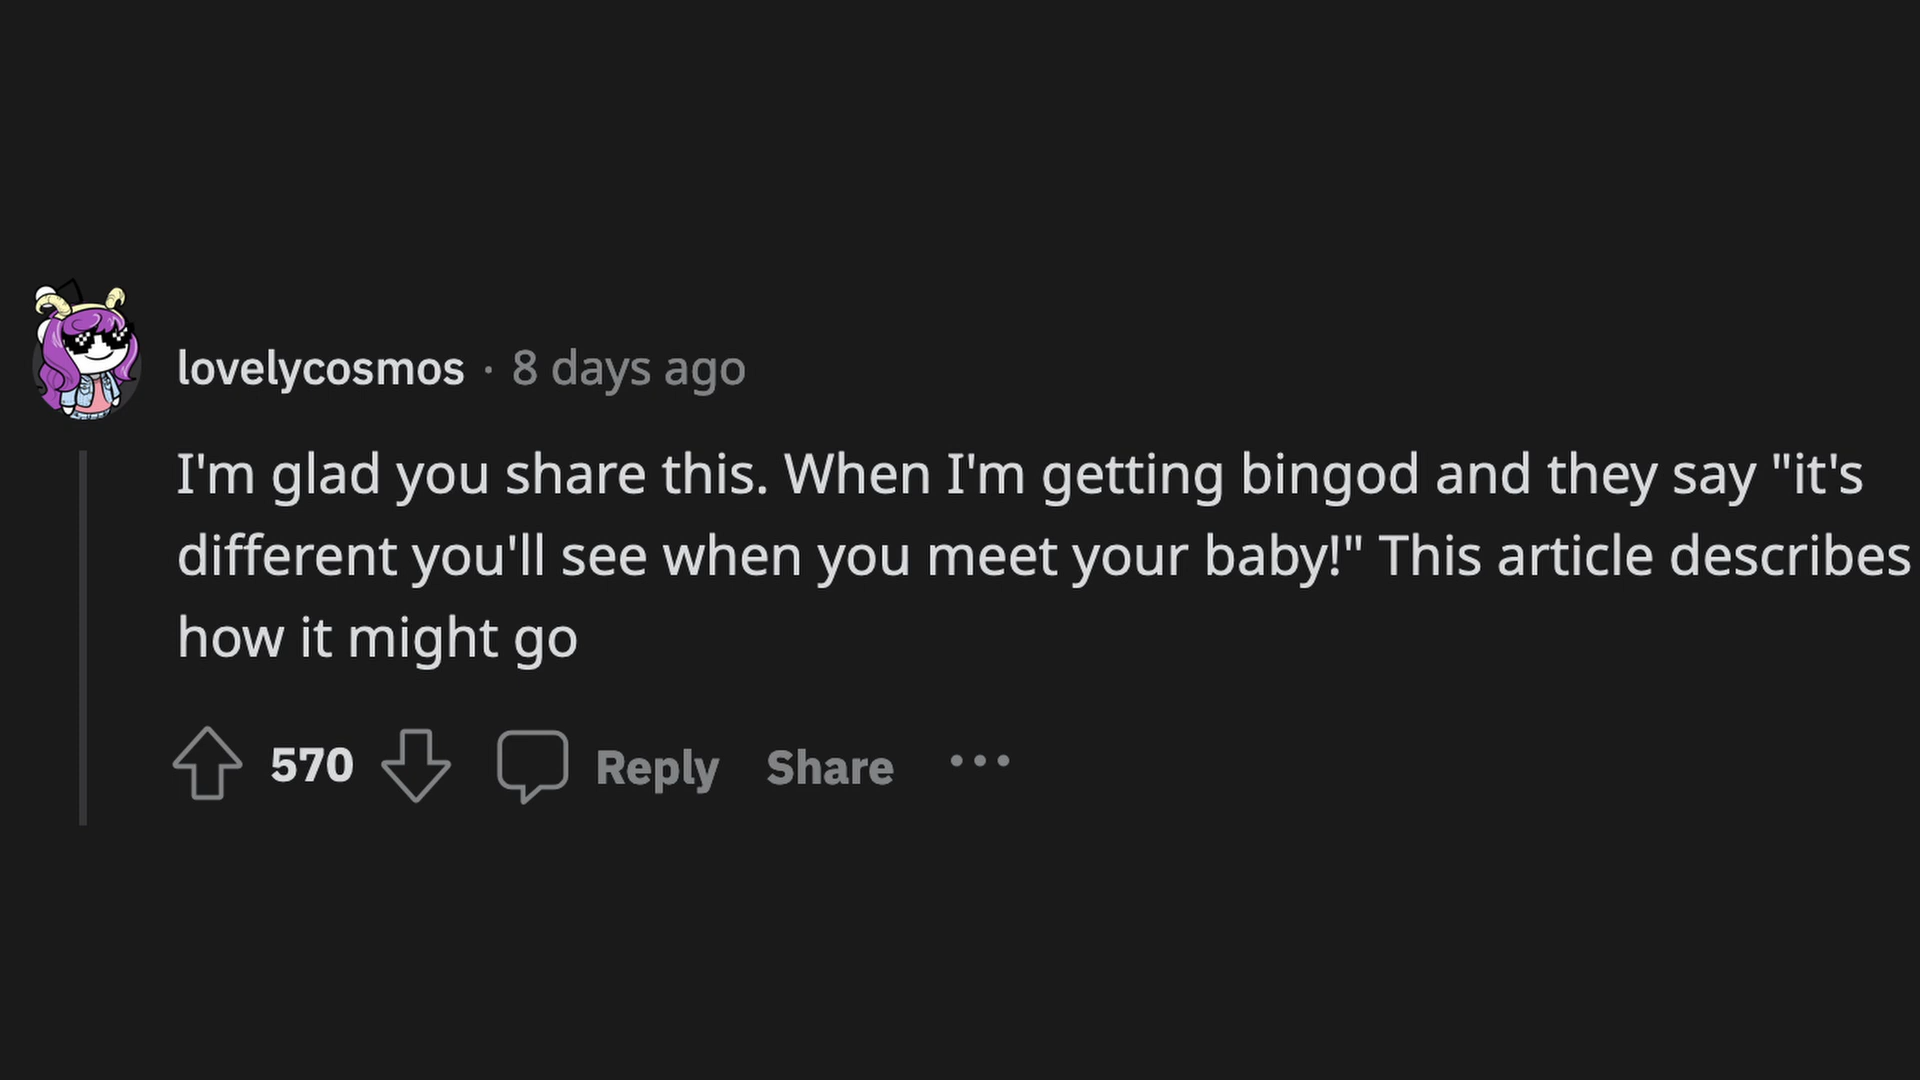 lovelycosmos · 8 days ago
I'm glad you share this. When I'm getting bingod and they say "it's
different you'll see when you meet your baby!" This article describes
how it might go
570 Reply Share ...